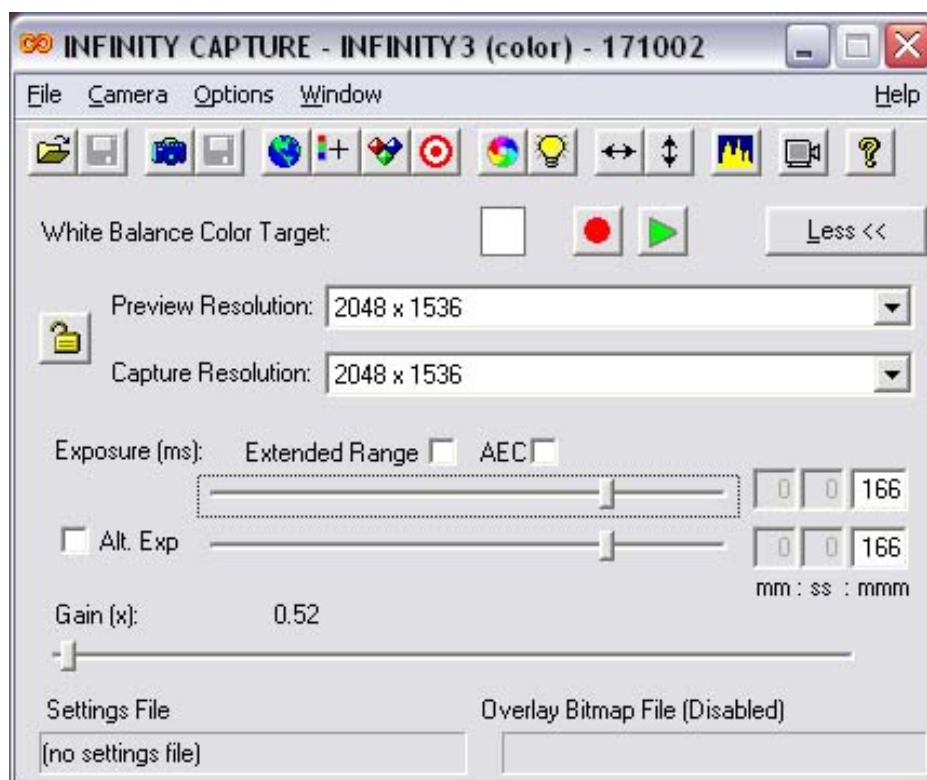 INFINITY CAPTURE - INFINITY3 (color) - 171002
File Camera Options Window Help
White Balance Color Target: Less <<
Preview Resolution: 2048 x 1536
Capture Resolution: 2048 x 1536
Exposure (ms): Extended Range AEC
0 0 166
Alt. Exp 0 0 166
mm : ss : mmm
Gain (x): 0.52
Settings File Overlay Bitmap File (Disabled)
(no settings file)